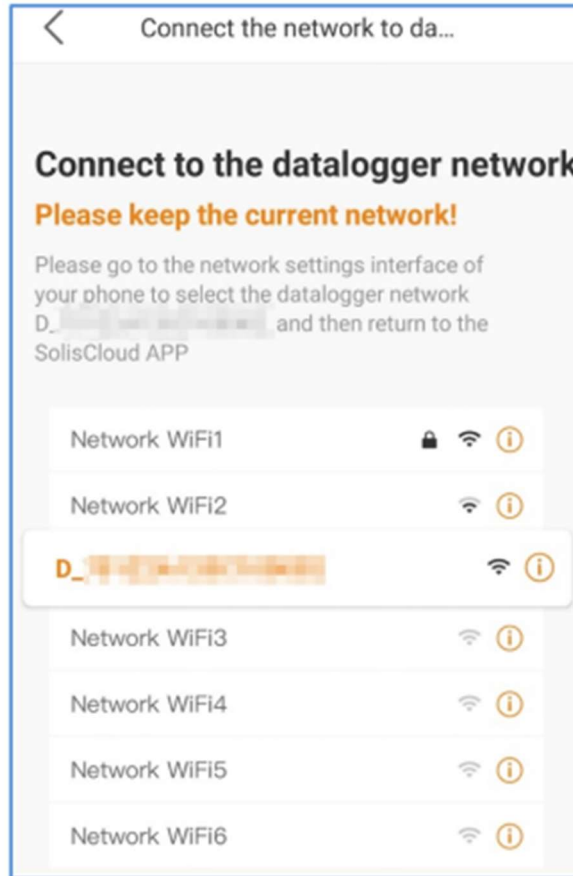 Connect the network to da...
Connect to the datalogger network
Please keep the current network!
Please go to the network settings interface of
your phone to select the datalogger network
D_ and then return to the
SolisCloud APP
Network WiFi1
Network WiFi2
D_
Network WiFi3
Network WiFi4
Network WiFi5
Network WiFi6